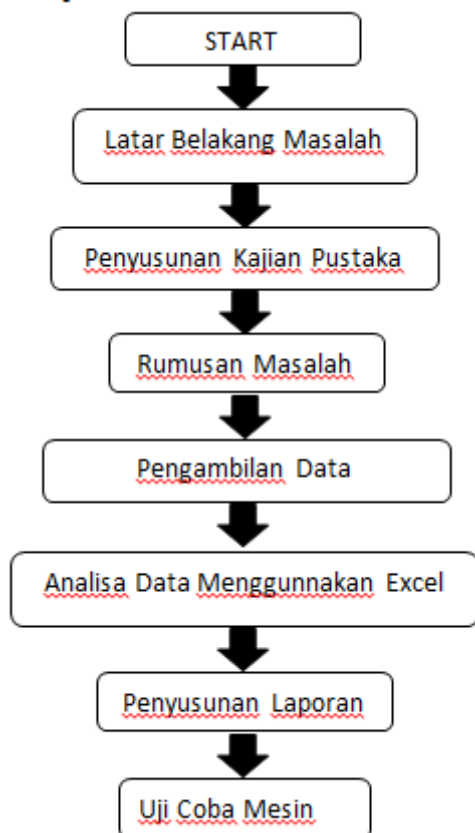 START
Latar Belakang Masalah
Penyusunan Kajian Pustaka
Rumusan Masalah
Pengambilan Data
Analisa Data Menggunnakan Excel
Penyusunan Laporan
Uji Coba Mesin